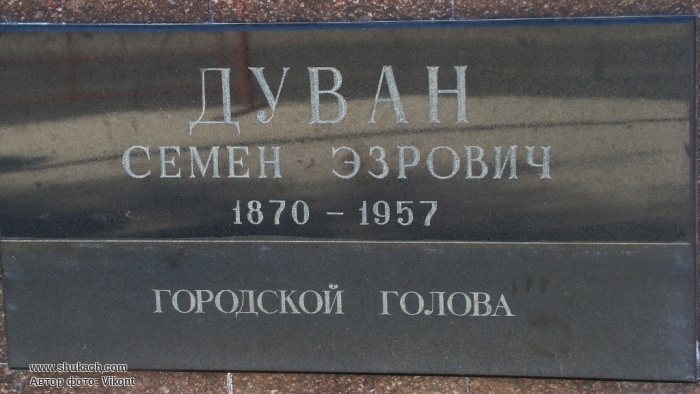 ДУВАН
СЕМЕН ЭЗРОВИЧ
1870 – 1957
ГОРОДСКОЙ ГОЛОВА
www.shukach.com
Автор фото: Vikont